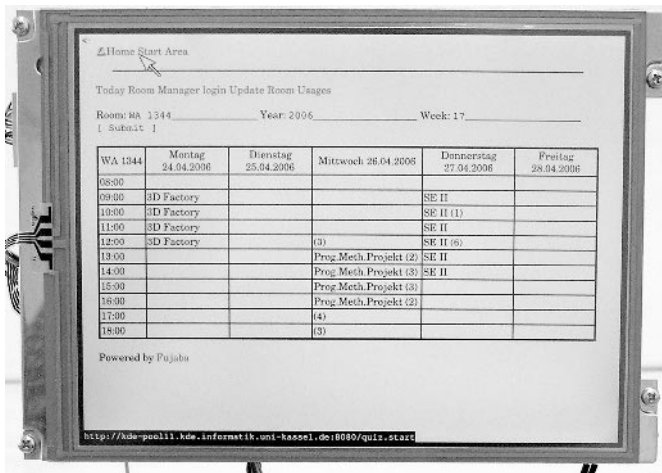 <
Home Start Area
Today Room Manager login Update Room Usages
Room: WA 1344 Year: 2006 Week: 17
[ Submit ]
WA 1344 Montag 24.04.2006 Dienstag 25.04.2006 Mittwoch 26.04.2006 Donnerstag 27.04.2006 Freitag 28.04.2006
08:00
09:00 3D Factory SE II
10:00 3D Factory SE II (1)
11:00 3D Factory SE II
12:00 3D Factory (3) SE II (6)
13:00 Prog.Meth.Projekt (2) SE II
14:00 Prog.Meth.Projekt (3) SE II
15:00 Prog.Meth.Projekt (3)
16:00 Prog.Meth.Projekt (2)
17:00 (4)
18:00 (3)
Powered by Fujaba
http://kde-pool11.kde.informatik.uni-kassel.de:8080/quiz.start